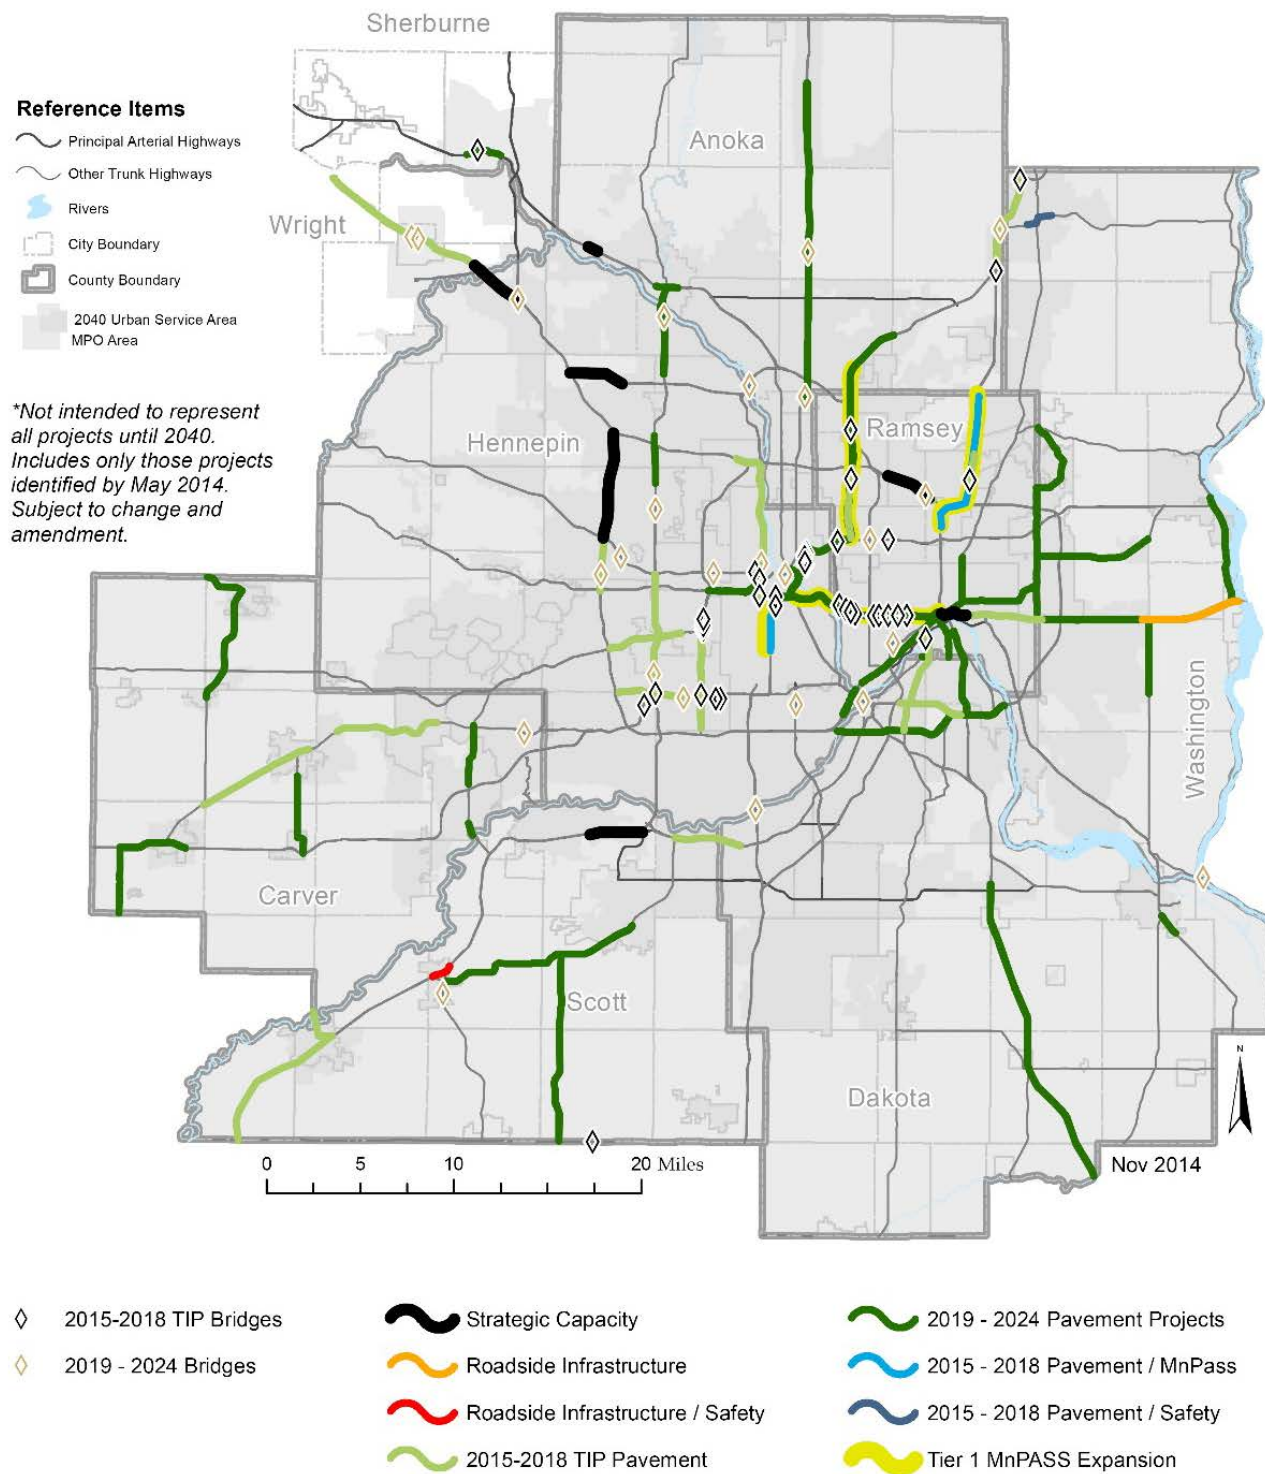 Sherburne
Reference Items
Principal Arterial Highways
Other Trunk Highways
Rivers
City Boundary
County Boundary
2040 Urban Service Area
MPO Area
Anoka
Wright
*Not intended to represent
all projects until 2040.
Includes only those projects
identified by May 2014.
Subject to change and
amendment.
Hennepin
Ramsey
Washington
Carver
Scott
Dakota
N
0 5 10 20 Miles
Nov 2014
2015-2018 TIP Bridges
2019 - 2024 Bridges
Strategic Capacity
Roadside Infrastructure
Roadside Infrastructure / Safety
2015-2018 TIP Pavement
2019 - 2024 Pavement Projects
2015 - 2018 Pavement / MnPass
2015 - 2018 Pavement / Safety
Tier 1 MnPASS Expansion